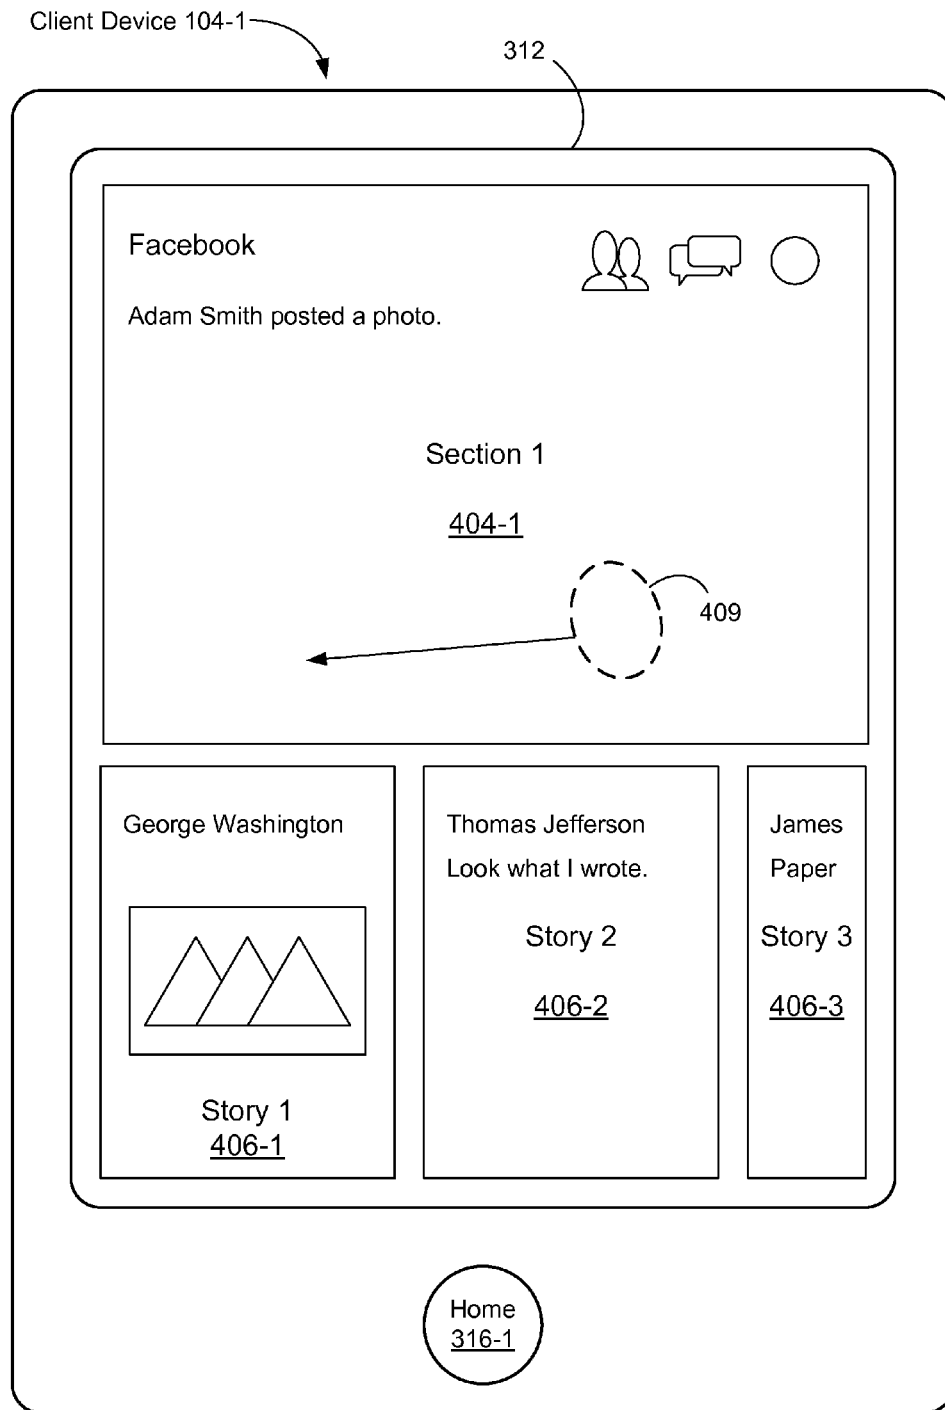 Client Device 104-1
312
Facebook
Adam Smith posted a photo.
Section 1
404-1
409
George Washington
Story 1
406-1
Thomas Jefferson
Look what I wrote.
Story 2
406-2
James
Paper
Story 3
406-3
Home
316-1